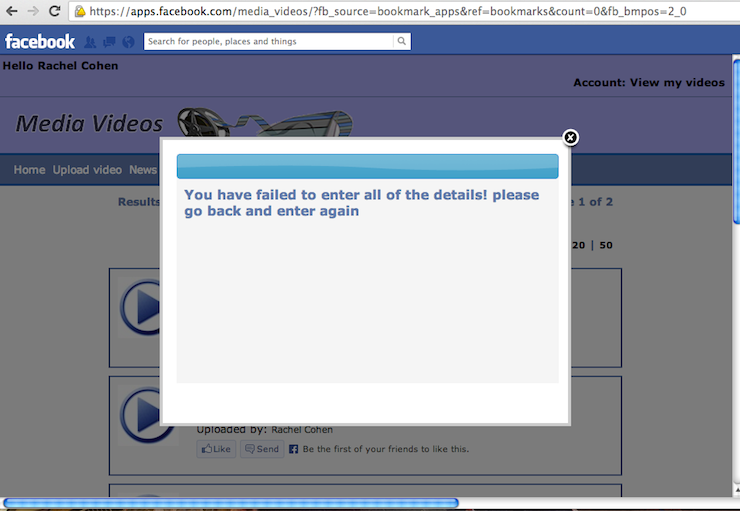 https://apps.facebook.com/media_videos/?fb_source=bookmark_apps&ref=bookmarks&count=0&fb_bmpos=2_0
facebook
Search for people, places and things
Hello Rachel Cohen
Account: View my videos
Media Videos
Home Upload video News
You have failed to enter all of the details! please
go back and enter again
Results
1 of 2
20 | 50
Uploaded by: Rachel Cohen
Like Send Be the first of your friends to like this.